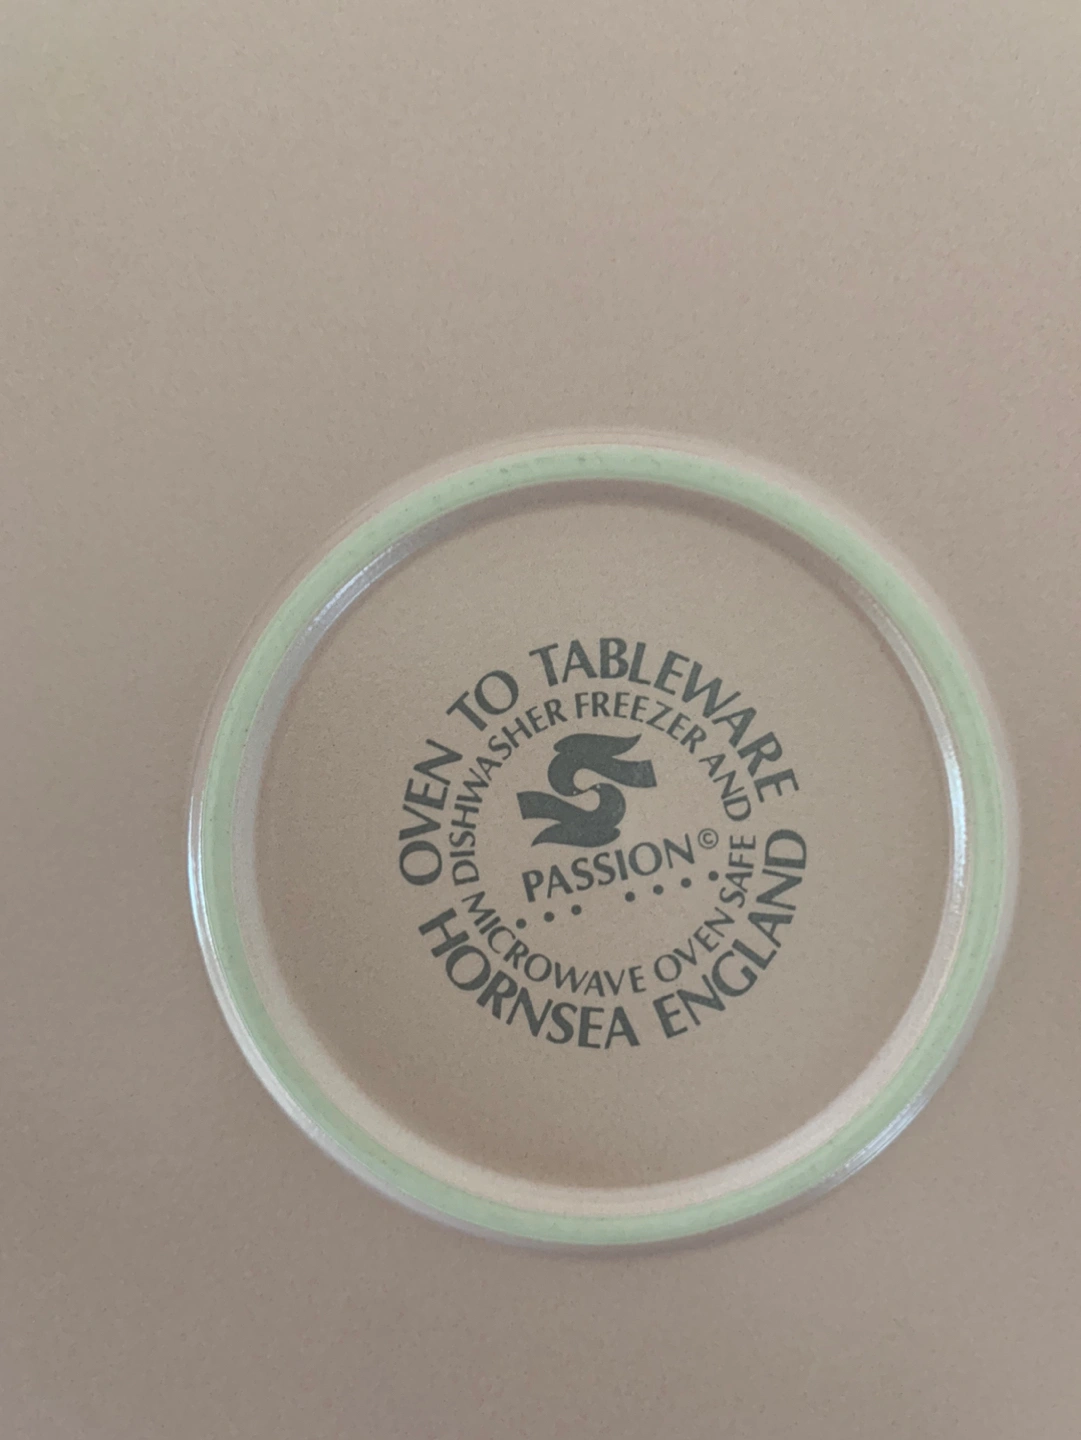 OVEN TO TABLEWARE
DISHWASHER FREEZER AND
PASSION©
MICROWAVE OVEN SAFE
HORNSEA ENGLAND